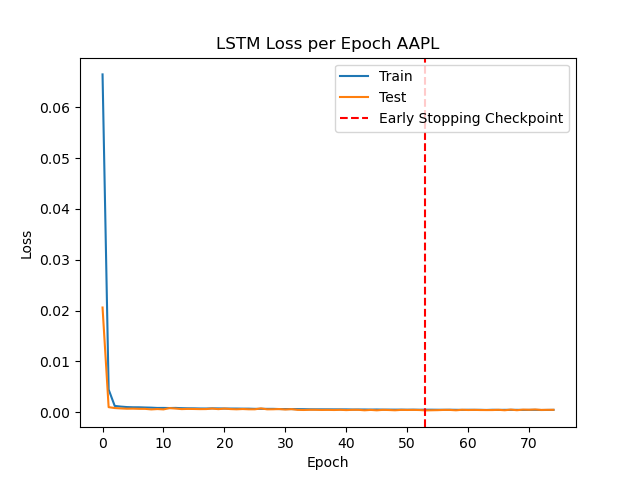 LSTM Loss per Epoch AAPL
Train
Test
Early Stopping Checkpoint
0.06
0.05
0.04
0.03
0.02
0.01
0.00
Loss
0 10 20 30 40 50 60 70
Epoch